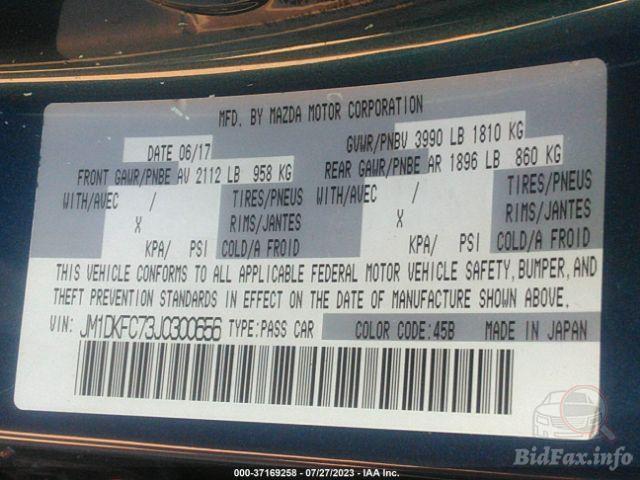 MFD. BY MAZDA MOTOR CORPORATION
DATE 06/17 GVWR/PNBV 3990 LB 1810 KG
FRONT GAWR/PNBE AV 2112 LB 958 KG REAR GAWR/PNBE AR 1896 LB 860 KG
WITH/AVEC / TIRES/PNEUS WITH/AVEC / TIRES/PNEUS
X RIMS/JANTES X RIMS/JANTES
KPA/ PSI COLD/A FROID KPA/ PSI COLD/A FROID
THIS VEHICLE CONFORMS TO ALL APPLICABLE FEDERAL MOTOR VEHICLE SAFETY, BUMPER, AND
THEFT PREVENTION STANDARDS IN EFFECT ON THE DATE OF MANUFACTURE SHOWN ABOVE.
VIN: JM1DKFC73J0300656 TYPE: PASS CAR COLOR CODE: 45B MADE IN JAPAN
BidFax.info
000-37169258 - 07/27/2023 - IAA Inc.